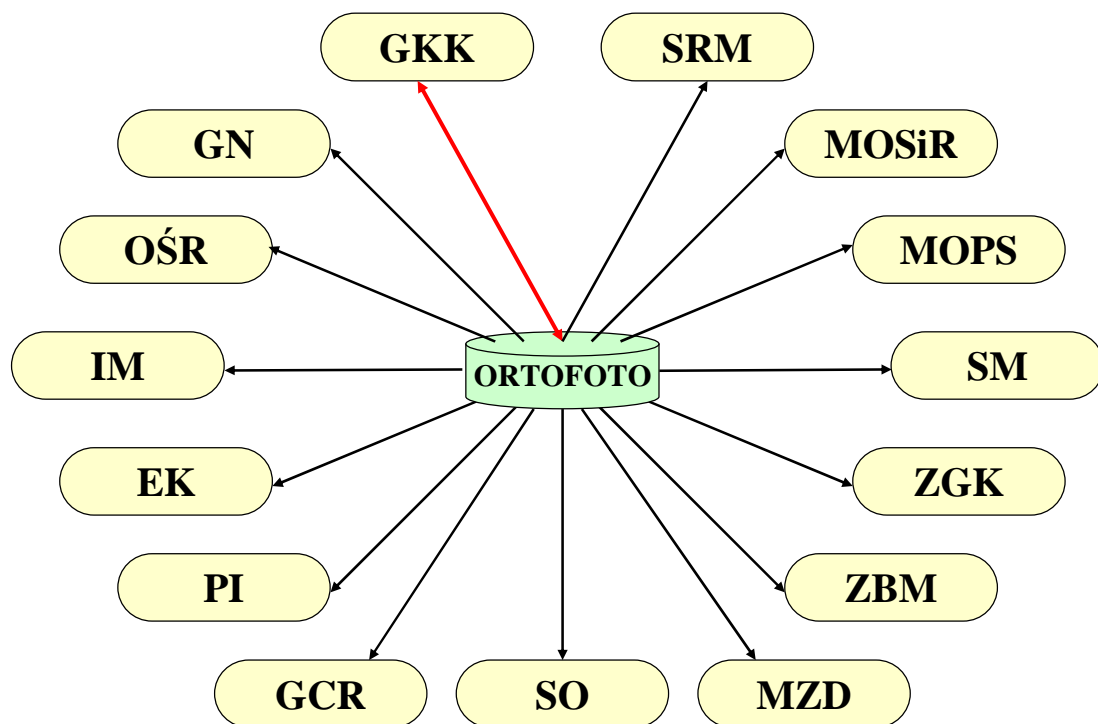 GKK
SRM
GN
MOSiR
OŚR
MOPS
IM
ORTOFOTO
SM
EK
ZGK
PI
ZBM
GCR
SO
MZD